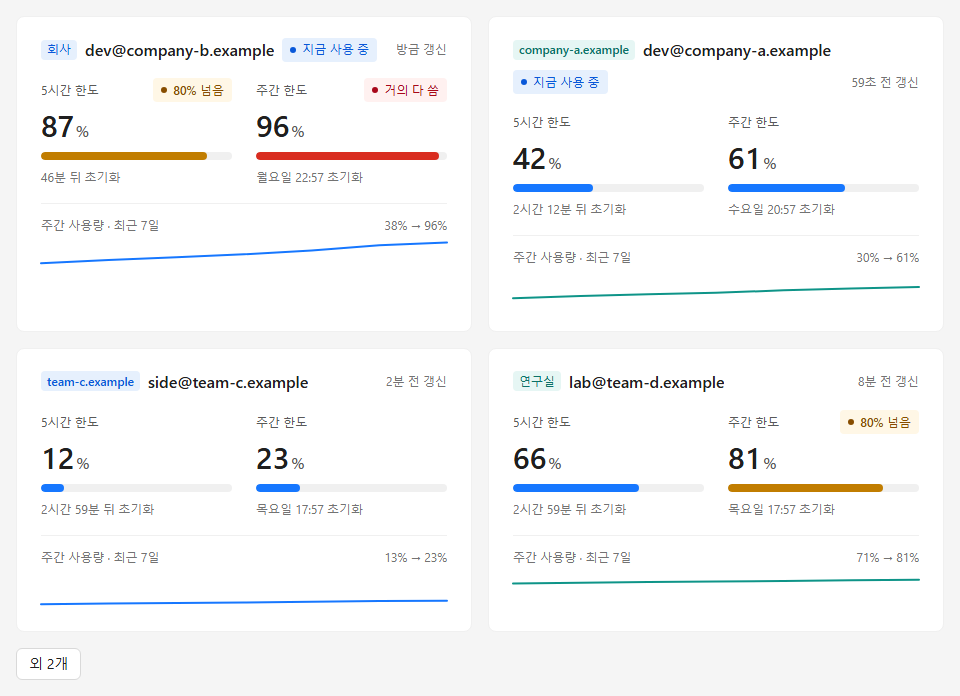 회사 dev@company-b.example 지금 사용 중 방금 갱신
5시간 한도 80% 넘음 주간 한도 거의 다 씀
87% 96%
46분 뒤 초기화 월요일 22:57 초기화
주간 사용량 · 최근 7일 38% → 96%
company-a.example dev@company-a.example
지금 사용 중 59초 전 갱신
5시간 한도 주간 한도
42% 61%
2시간 12분 뒤 초기화 수요일 20:57 초기화
주간 사용량 · 최근 7일 30% → 61%
team-c.example side@team-c.example 2분 전 갱신
5시간 한도 주간 한도
12% 23%
2시간 59분 뒤 초기화 목요일 17:57 초기화
주간 사용량 · 최근 7일 13% → 23%
연구실 lab@team-d.example 8분 전 갱신
5시간 한도 주간 한도 80% 넘음
66% 81%
2시간 59분 뒤 초기화 목요일 17:57 초기화
주간 사용량 · 최근 7일 71% → 81%
외 2개